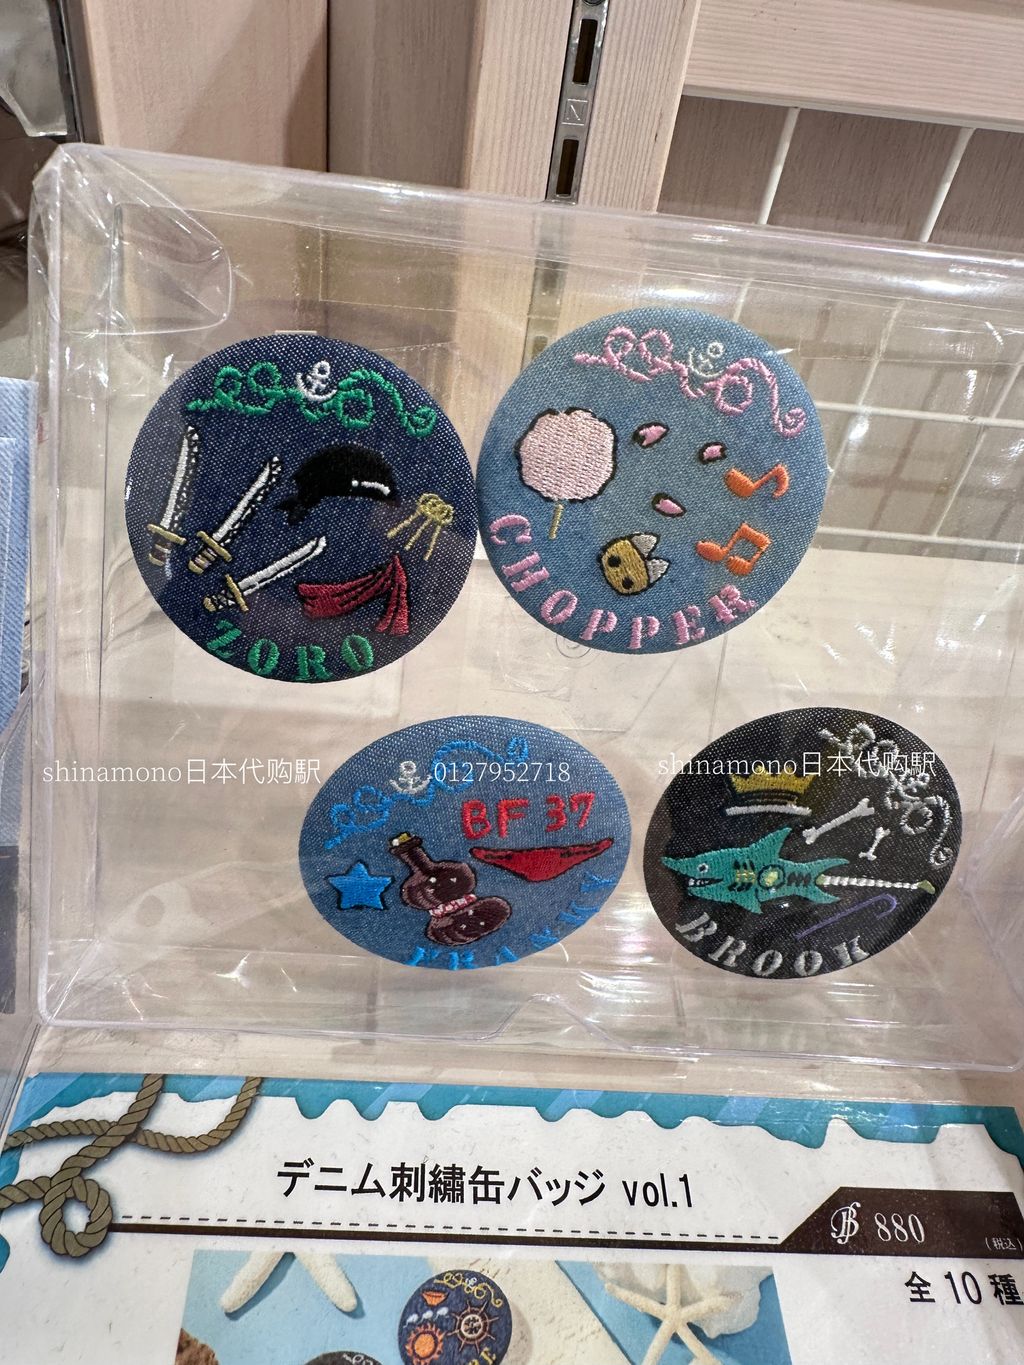 ZORO
CHOPPER
shinamono日本代购駅
0127952718
shinamono日本代购駅
BF 37
FRANKY
BROOK
デニム刺繍缶バッジ vol.1
880
(税込)
全10種